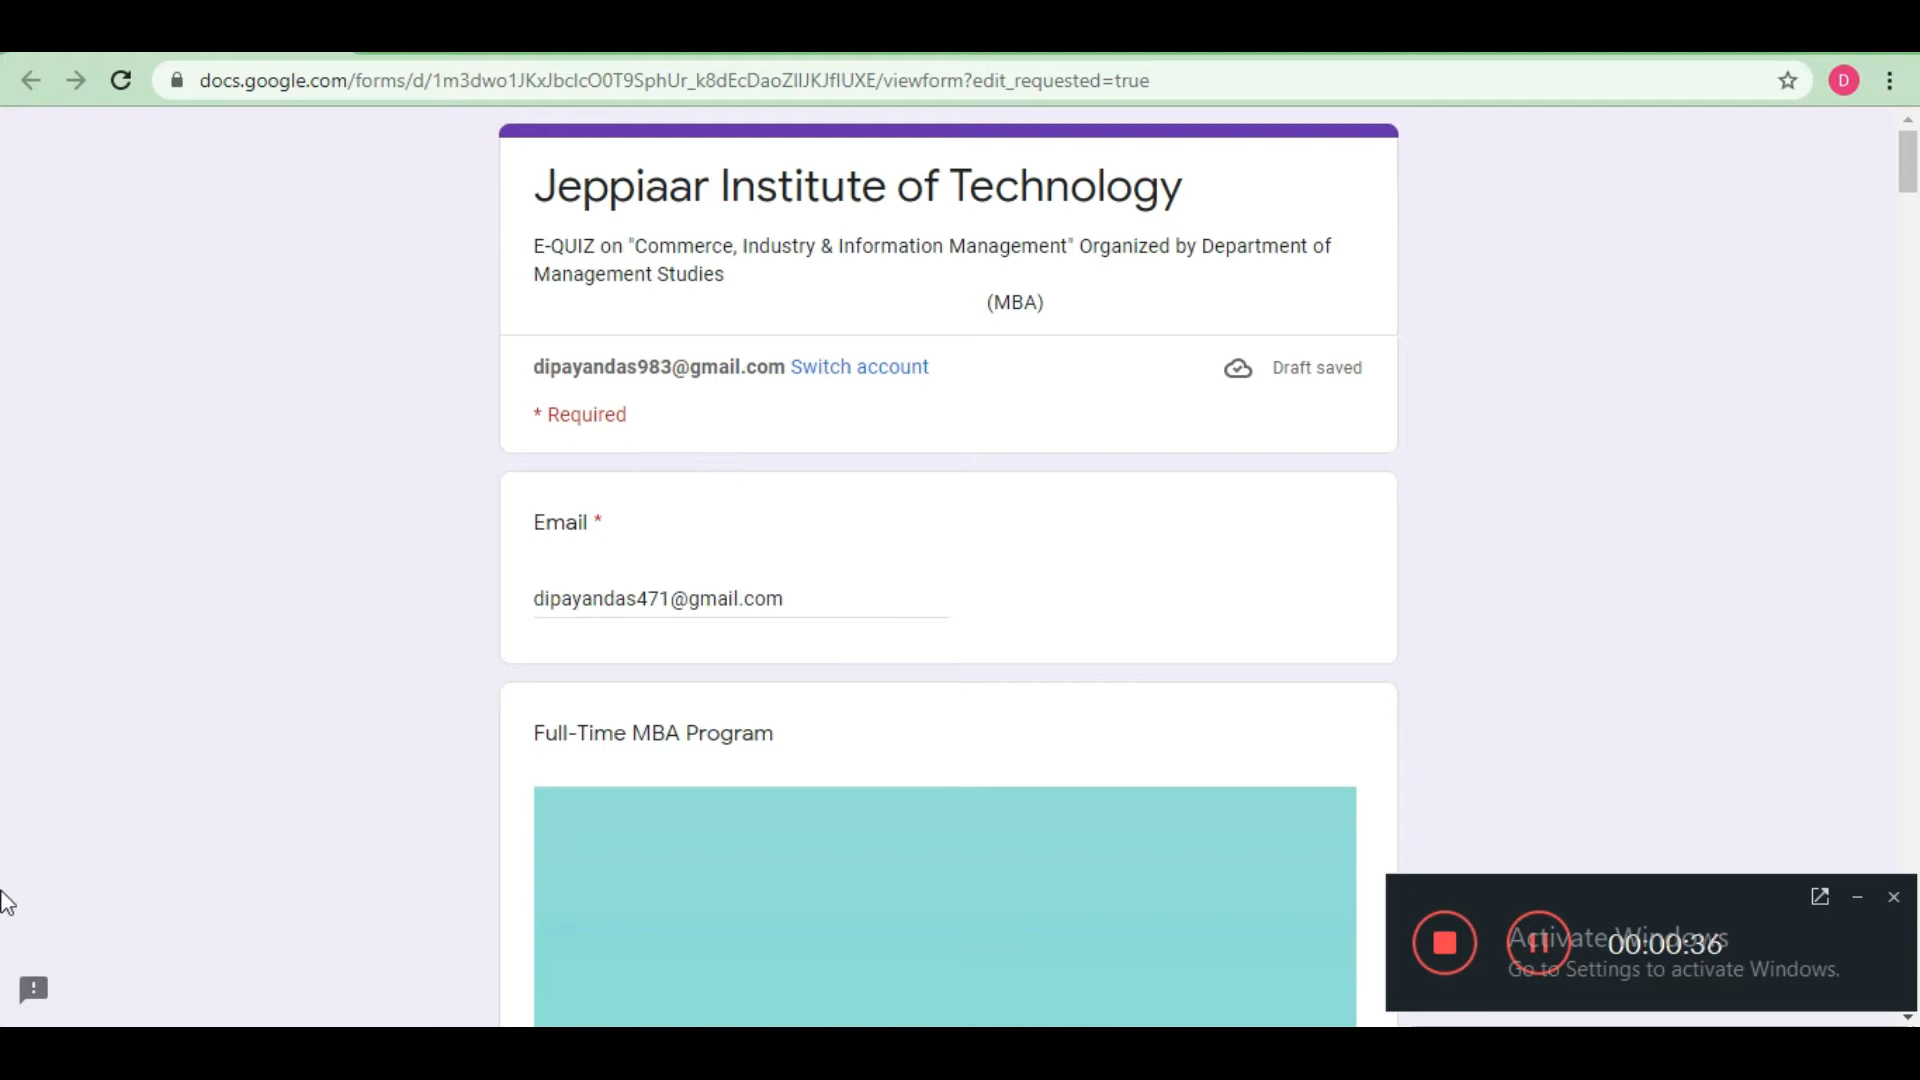 docs.google.com/forms/d/1m3dwo1JKxJbclcO0T9SphUr_k8dEcDaoZlIJKJflUXE/viewform?edit_requested=true
D
Jeppiaar Institute of Technology
E-QUIZ on "Commerce, Industry & Information Management" Organized by Department of
Management Studies
(MBA)
dipayandas983@gmail.com Switch account
Draft saved
* Required
Email *
dipayandas471@gmail.com
Full-Time MBA Program
Activate Windows
00:00:36
Go to Settings to activate Windows.